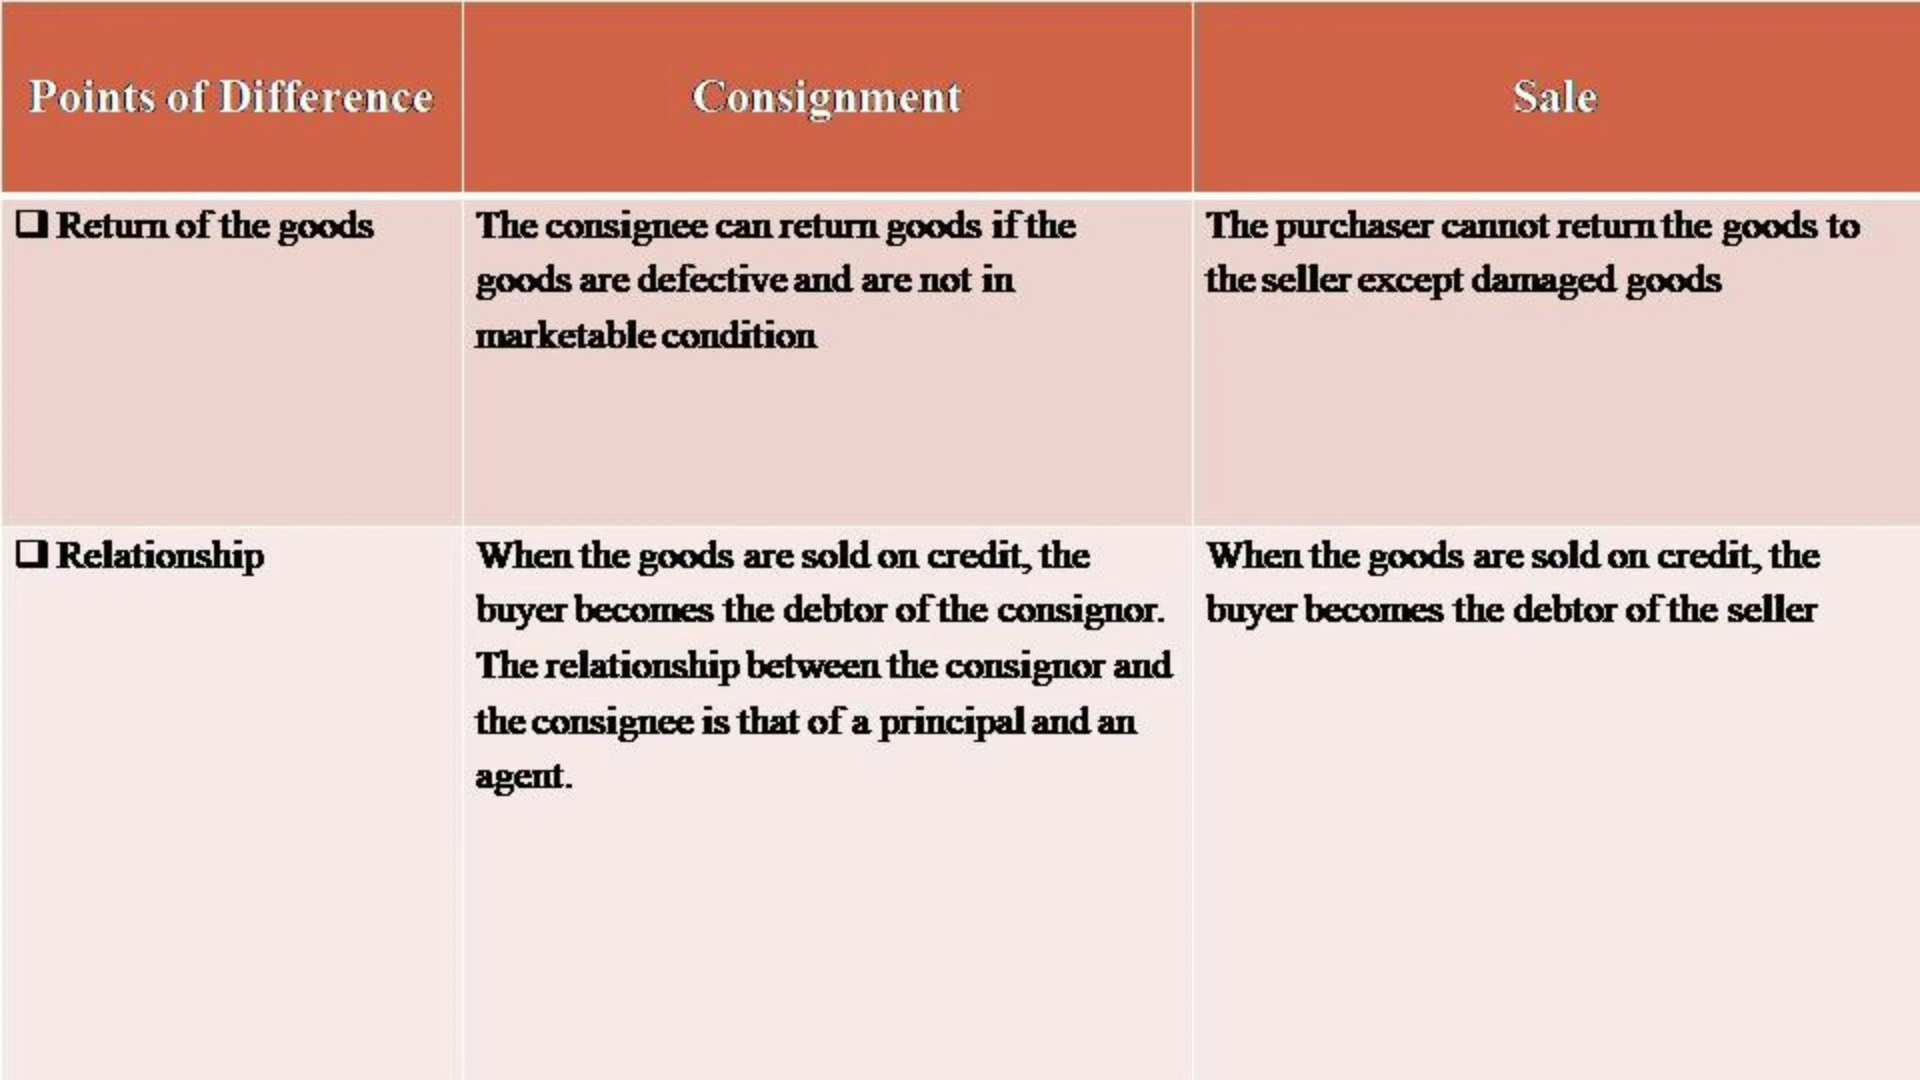 Points of Difference
Consignment
Sale
❑ Return of the goods
The consignee can return goods if the
goods are defective and are not in
marketable condition
The purchaser cannot return the goods to
the seller except damaged goods
❑ Relationship
When the goods are sold on credit, the
buyer becomes the debtor of the consignor.
The relationship between the consignor and
the consignee is that of a principal and an
agent.
When the goods are sold on credit, the
buyer becomes the debtor of the seller